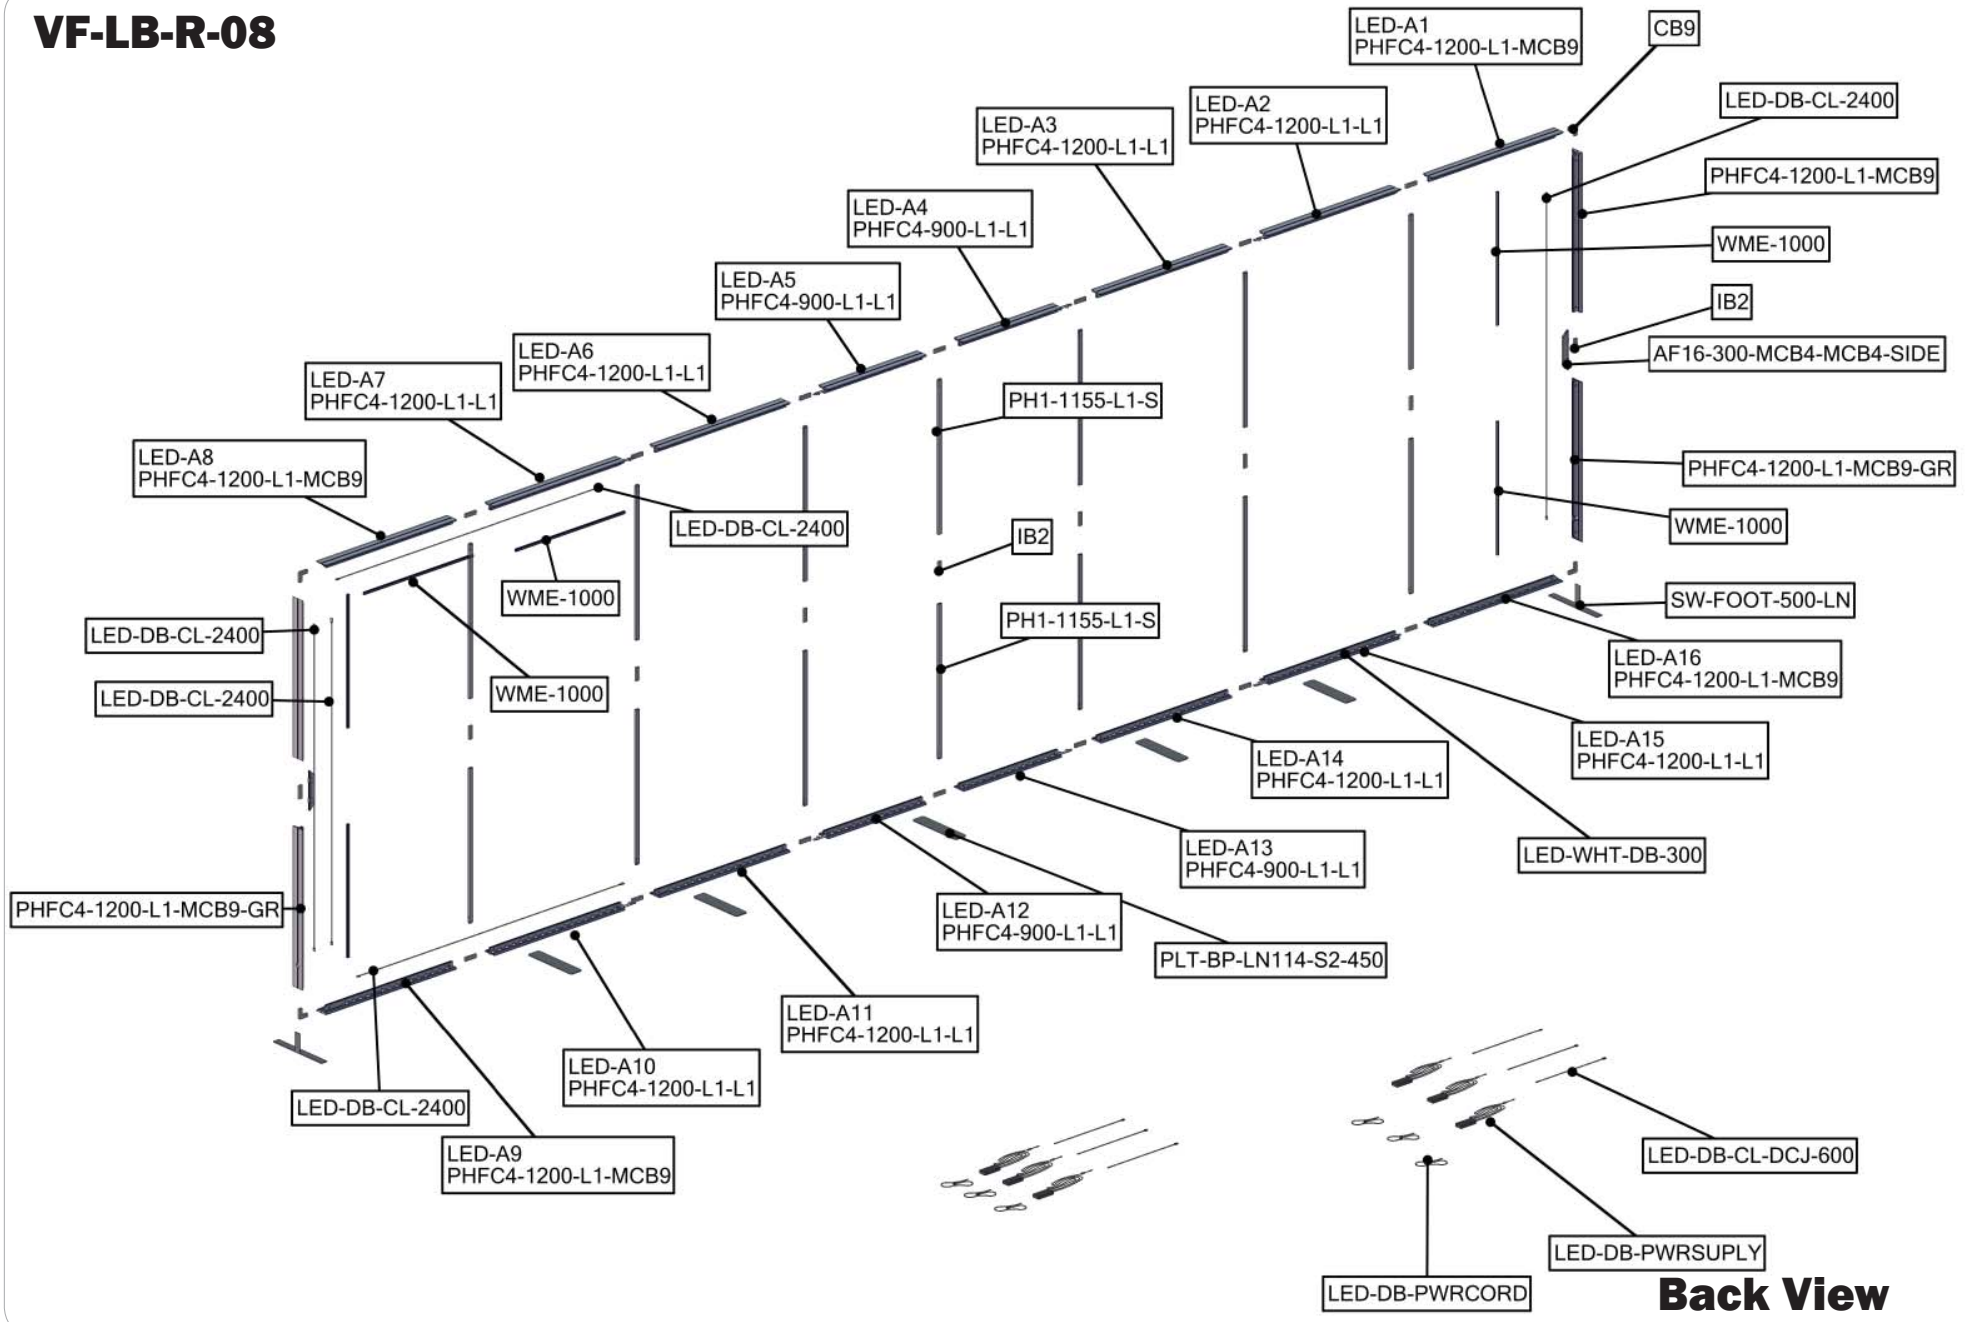 VF-LB-R-08
LED-A1
PHFC4-1200-L1-MCB9
CB9
LED-A2
PHFC4-1200-L1-L1
LED-DB-CL-2400
LED-A3
PHFC4-1200-L1-L1
PHFC4-1200-L1-MCB9
LED-A4
PHFC4-900-L1-L1
WME-1000
LED-A5
PHFC4-900-L1-L1
IB2
LED-A6
PHFC4-1200-L1-L1
AF16-300-MCB4-MCB4-SIDE
LED-A7
PHFC4-1200-L1-L1
PH1-1155-L1-S
LED-A8
PHFC4-1200-L1-MCB9
PHFC4-1200-L1-MCB9-GR
LED-DB-CL-2400
IB2
WME-1000
WME-1000
SW-FOOT-500-LN
PH1-1155-L1-S
LED-DB-CL-2400
LED-A16
PHFC4-1200-L1-MCB9
LED-DB-CL-2400
WME-1000
LED-A15
PHFC4-1200-L1-L1
LED-A14
PHFC4-1200-L1-L1
LED-A13
PHFC4-900-L1-L1
LED-WHT-DB-300
PHFC4-1200-L1-MCB9-GR
LED-A12
PHFC4-900-L1-L1
PLT-BP-LN114-S2-450
LED-A11
PHFC4-1200-L1-L1
LED-A10
PHFC4-1200-L1-L1
LED-DB-CL-2400
LED-A9
PHFC4-1200-L1-MCB9
LED-DB-CL-DCJ-600
LED-DB-PWRSUPLY
LED-DB-PWRCORD
Back View